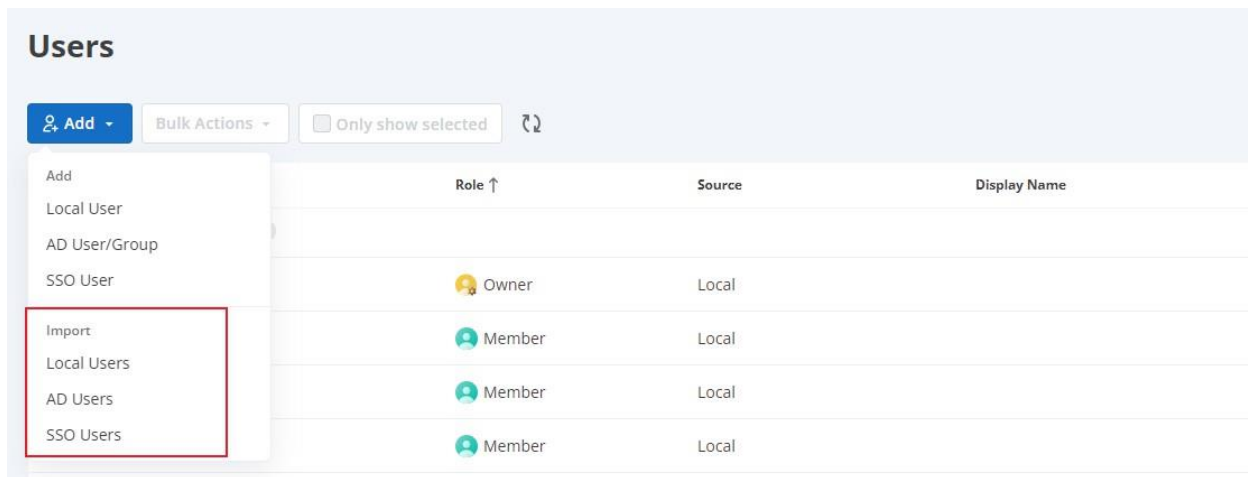 Users
Add
Bulk Actions
Only show selected
Add
Local User
AD User/Group
SSO User
Import
Local Users
AD Users
SSO Users
Role ↑ Source Display Name
Owner Local
Member Local
Member Local
Member Local